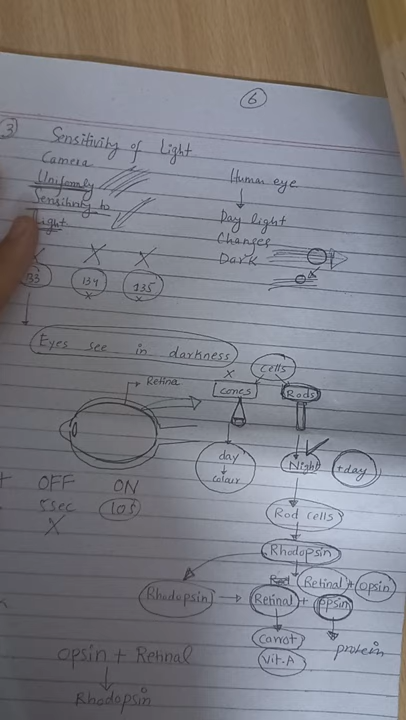 6
3 Sensitivity of Light
Camera
Human eye
Uniformly
Sensitivity to
Light
Day light
Changes
Dark
X X X
133 134 135
x x
Eyes see in darkness
Cells
X
Retina
cones
Rods
day
colour
Night
+day
OFF ON
5sec 10s
X
Rod cells
Rhodopsin
Retinal + opsin
Rhodopsin → Retinal + opsin
Carrot
Vit.A
protein
opsin + Retinal
Rhodopsin